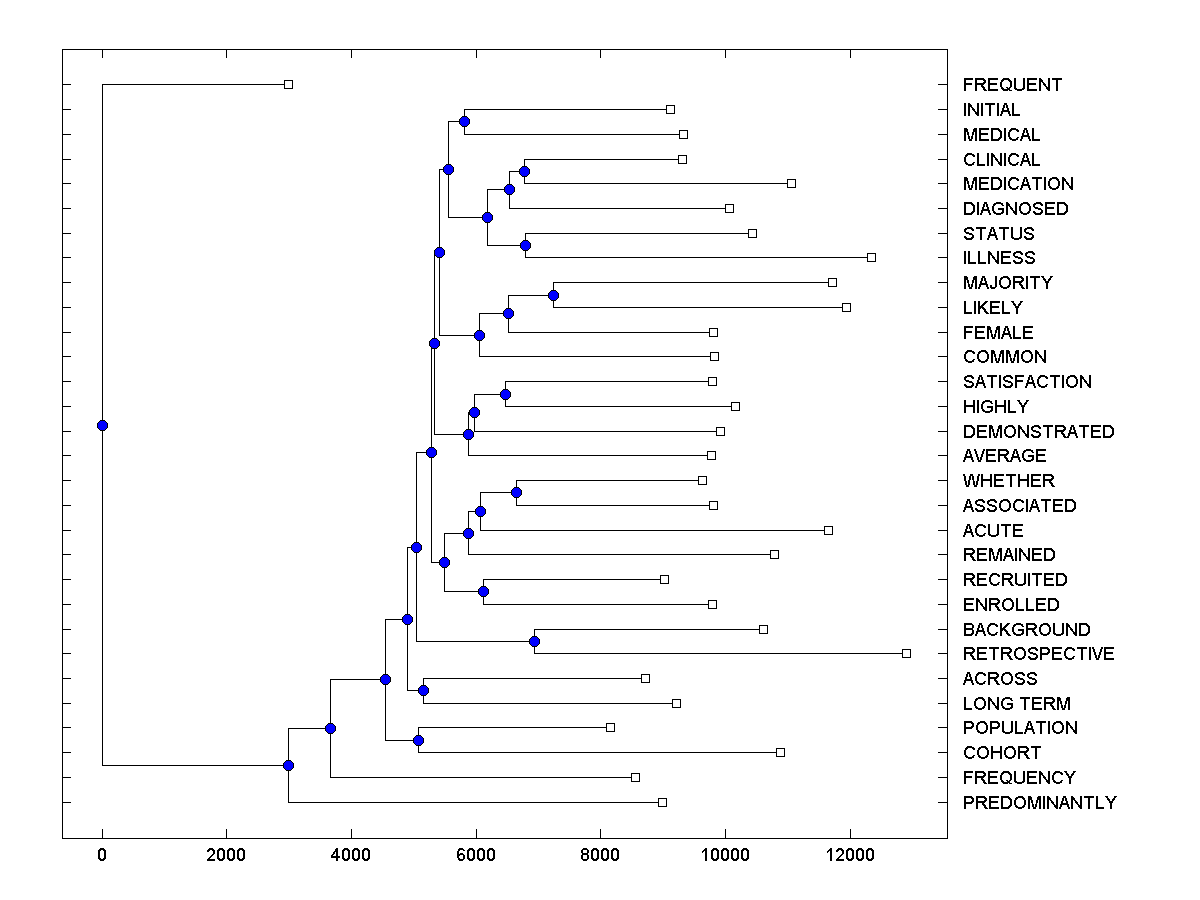 FREQUENT
INITIAL
MEDICAL
CLINICAL
MEDICATION
DIAGNOSED
STATUS
ILLNESS
MAJORITY
LIKELY
FEMALE
COMMON
SATISFACTION
HIGHLY
DEMONSTRATED
AVERAGE
WHETHER
ASSOCIATED
ACUTE
REMAINED
RECRUITED
ENROLLED
BACKGROUND
RETROSPECTIVE
ACROSS
LONG TERM
POPULATION
COHORT
FREQUENCY
PREDOMINANTLY
0 2000 4000 6000 8000 10000 12000